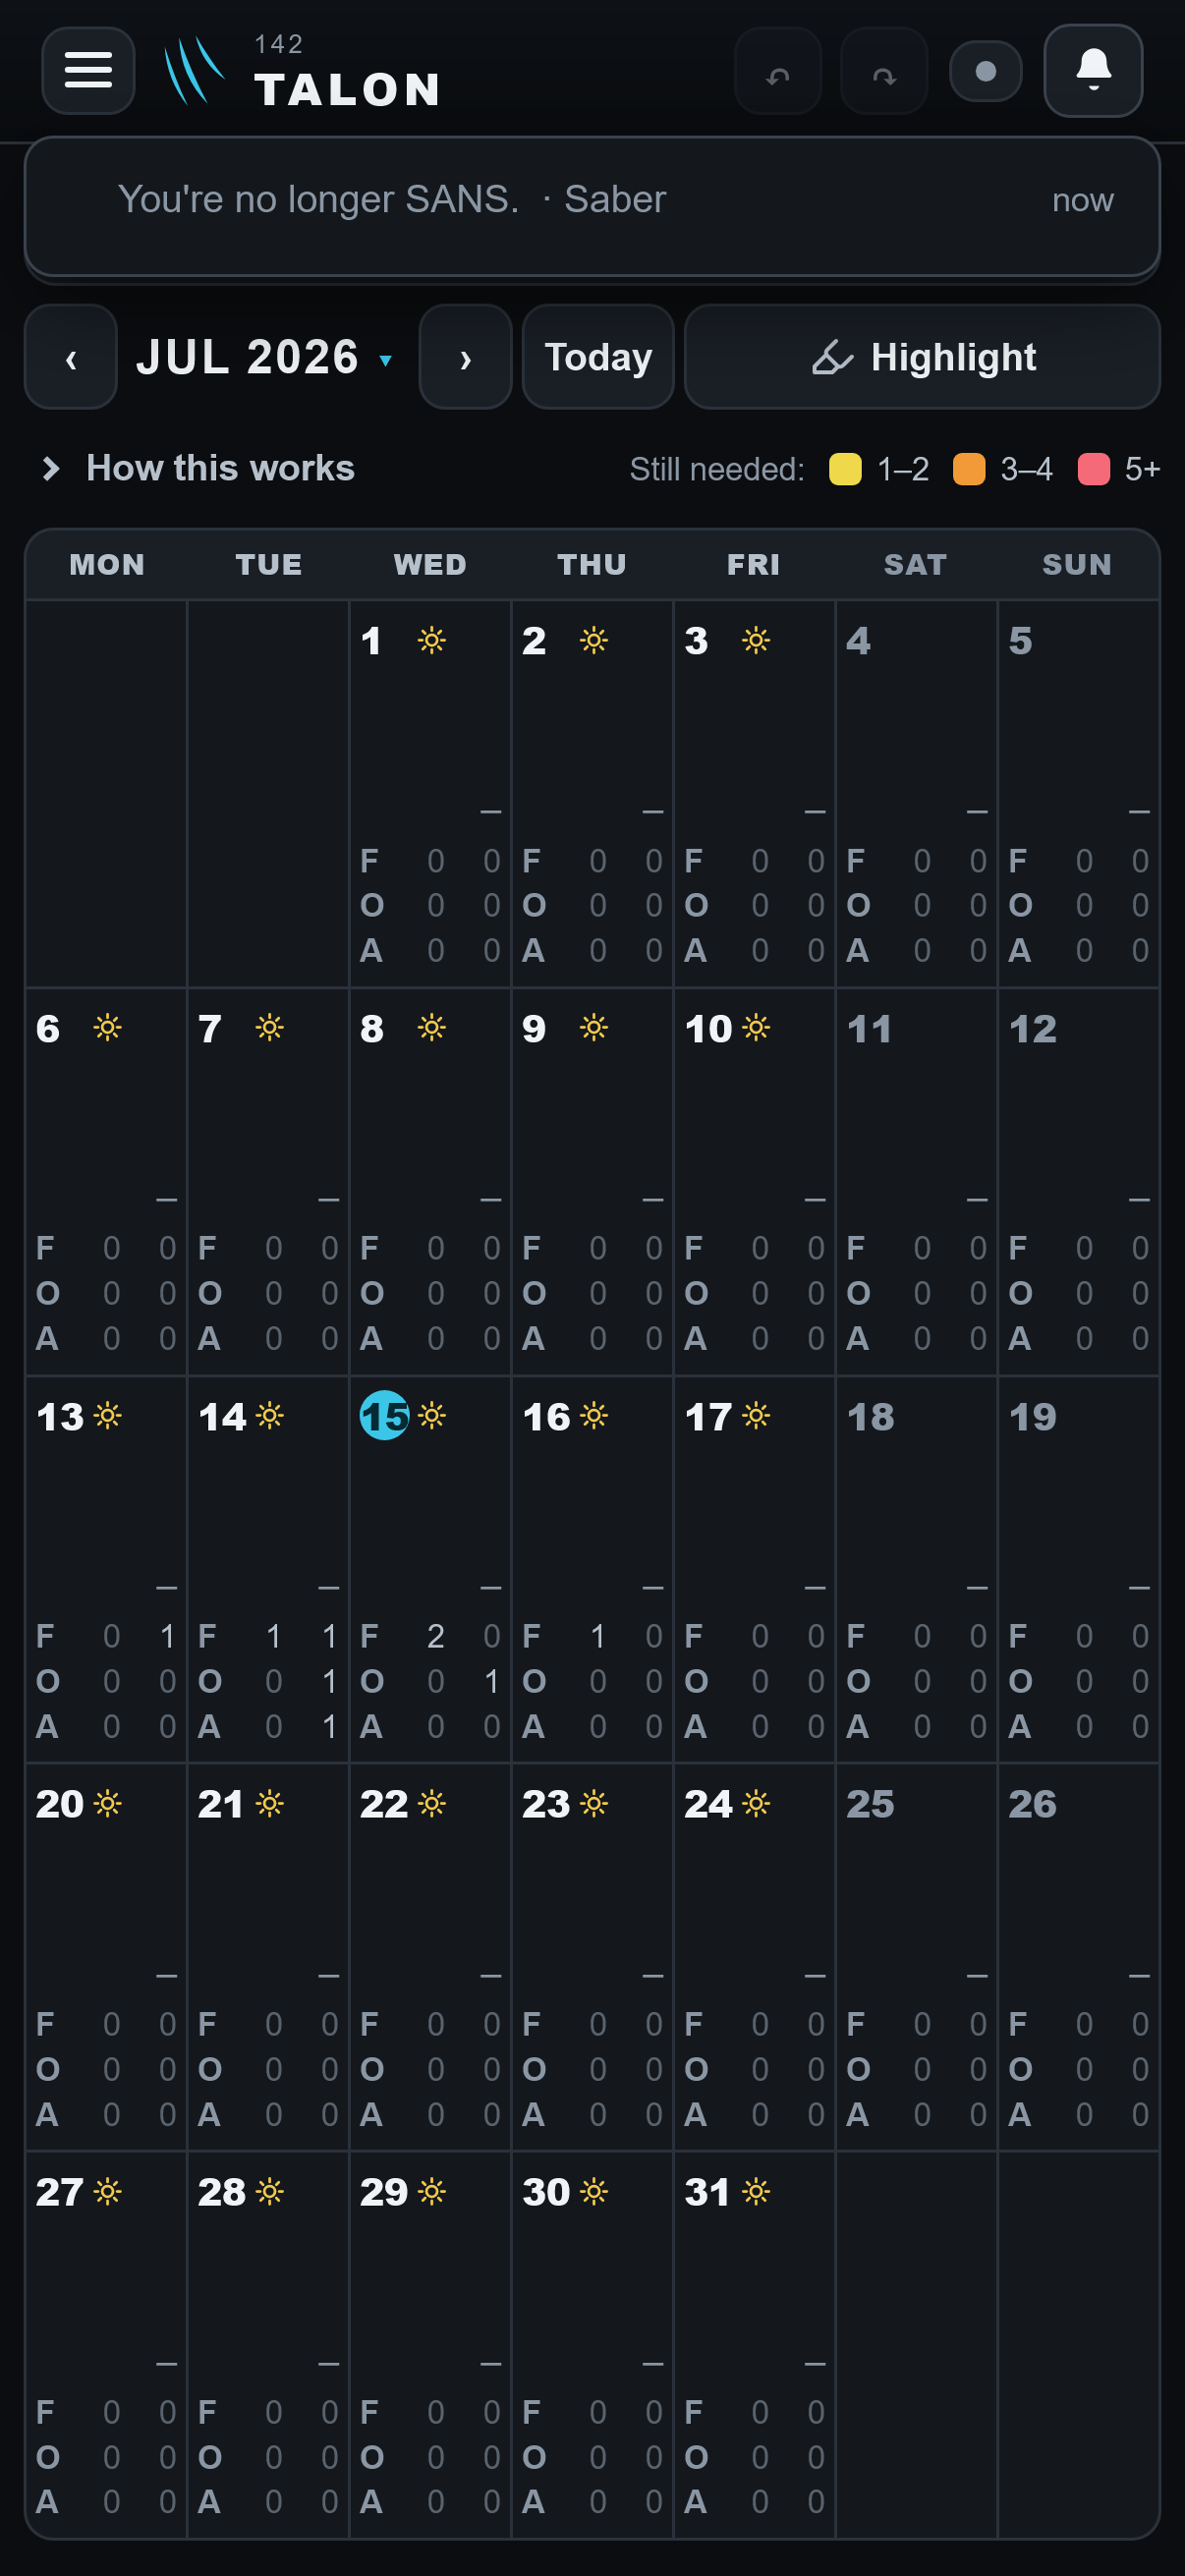 142
TALON
You're no longer SANS. · Saber now
‹ JUL 2026 ▾ › Today Highlight
How this works Still needed: 1–2 3–4 5+
MON TUE WED THU FRI SAT SUN
1 2 3 4 5
– – – – –
F 0 0 F 0 0 F 0 0 F 0 0 F 0 0
O 0 0 O 0 0 O 0 0 O 0 0 O 0 0
A 0 0 A 0 0 A 0 0 A 0 0 A 0 0
6 7 8 9 10 11 12
– – – – – – –
F 0 0 F 0 0 F 0 0 F 0 0 F 0 0 F 0 0 F 0 0
O 0 0 O 0 0 O 0 0 O 0 0 O 0 0 O 0 0 O 0 0
A 0 0 A 0 0 A 0 0 A 0 0 A 0 0 A 0 0 A 0 0
13 14 15 16 17 18 19
– – – – – – –
F 0 1 F 1 1 F 2 0 F 1 0 F 0 0 F 0 0 F 0 0
O 0 0 O 0 1 O 0 1 O 0 0 O 0 0 O 0 0 O 0 0
A 0 0 A 0 1 A 0 0 A 0 0 A 0 0 A 0 0 A 0 0
20 21 22 23 24 25 26
– – – – – – –
F 0 0 F 0 0 F 0 0 F 0 0 F 0 0 F 0 0 F 0 0
O 0 0 O 0 0 O 0 0 O 0 0 O 0 0 O 0 0 O 0 0
A 0 0 A 0 0 A 0 0 A 0 0 A 0 0 A 0 0 A 0 0
27 28 29 30 31
– – – – –
F 0 0 F 0 0 F 0 0 F 0 0 F 0 0
O 0 0 O 0 0 O 0 0 O 0 0 O 0 0
A 0 0 A 0 0 A 0 0 A 0 0 A 0 0